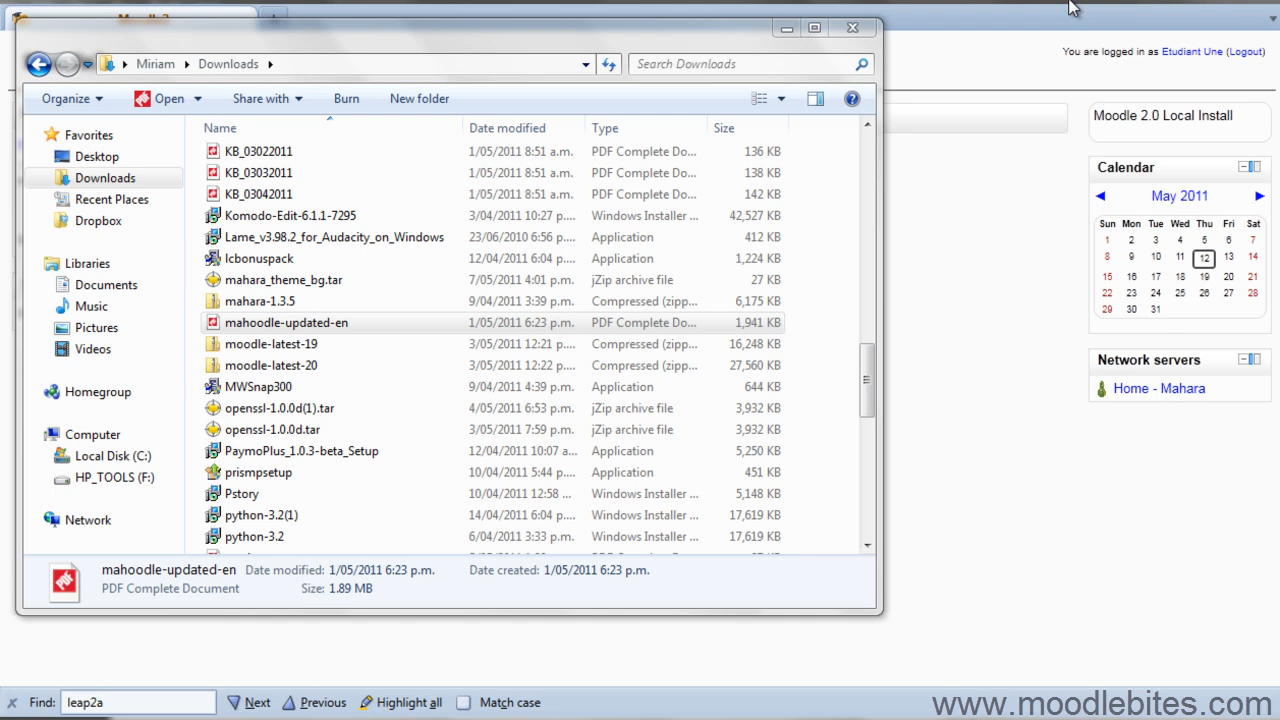 Miriam Downloads
Search Downloads
You are logged in as Etudiant Une (Logout)
Organize Open Share with Burn New folder
Name Date modified Type Size
Favorites
Desktop
Downloads
Recent Places
Dropbox
Libraries
Documents
Music
Pictures
Videos
Homegroup
Computer
Local Disk (C:)
HP_TOOLS (F:)
Network
KB_03022011 1/05/2011 8:51 a.m. PDF Complete Do... 136 KB
KB_03032011 1/05/2011 8:51 a.m. PDF Complete Do... 138 KB
KB_03042011 1/05/2011 8:51 a.m. PDF Complete Do... 142 KB
Komodo-Edit-6.1.1-7295 3/04/2011 10:27 p.... Windows Installer ... 42,527 KB
Lame_v3.98.2_for_Audacity_on_Windows 23/06/2010 6:56 p.... Application 412 KB
lcbonuspack 12/04/2011 6:04 p.... Application 1,224 KB
mahara_theme_bg.tar 7/05/2011 4:01 p.m. jZip archive file 27 KB
mahara-1.3.5 9/04/2011 3:39 p.m. Compressed (zipp... 6,175 KB
mahoodle-updated-en 1/05/2011 6:23 p.m. PDF Complete Do... 1,941 KB
moodle-latest-19 3/05/2011 12:21 p.... Compressed (zipp... 16,248 KB
moodle-latest-20 3/05/2011 12:22 p.... Compressed (zipp... 27,560 KB
MWSnap300 9/04/2011 4:39 p.m. Application 644 KB
openssl-1.0.0d(1).tar 4/05/2011 6:53 p.m. jZip archive file 3,932 KB
openssl-1.0.0d.tar 3/05/2011 7:59 p.m. jZip archive file 3,932 KB
PaymoPlus_1.0.3-beta_Setup 12/04/2011 10:07 a... Application 5,250 KB
prismpsetup 10/04/2011 5:44 p.... Application 451 KB
Pstory 10/04/2011 12:58 ... Windows Installer ... 5,148 KB
python-3.2(1) 14/04/2011 6:04 p.... Windows Installer ... 17,619 KB
python-3.2 6/04/2011 3:33 p.m. Windows Installer ... 17,619 KB
mahoodle-updated-en Date modified: 1/05/2011 6:23 p.m. Date created: 1/05/2011 6:23 p.m.
PDF Complete Document Size: 1.89 MB
Moodle 2.0 Local Install
Calendar
May 2011
Sun Mon Tue Wed Thu Fri Sat
1 2 3 4 5 6 7
8 9 10 11 12 13 14
15 16 17 18 19 20 21
22 23 24 25 26 27 28
29 30 31
Network servers
Home - Mahara
Find: leap2a Next Previous Highlight all Match case
www.moodlebites.com